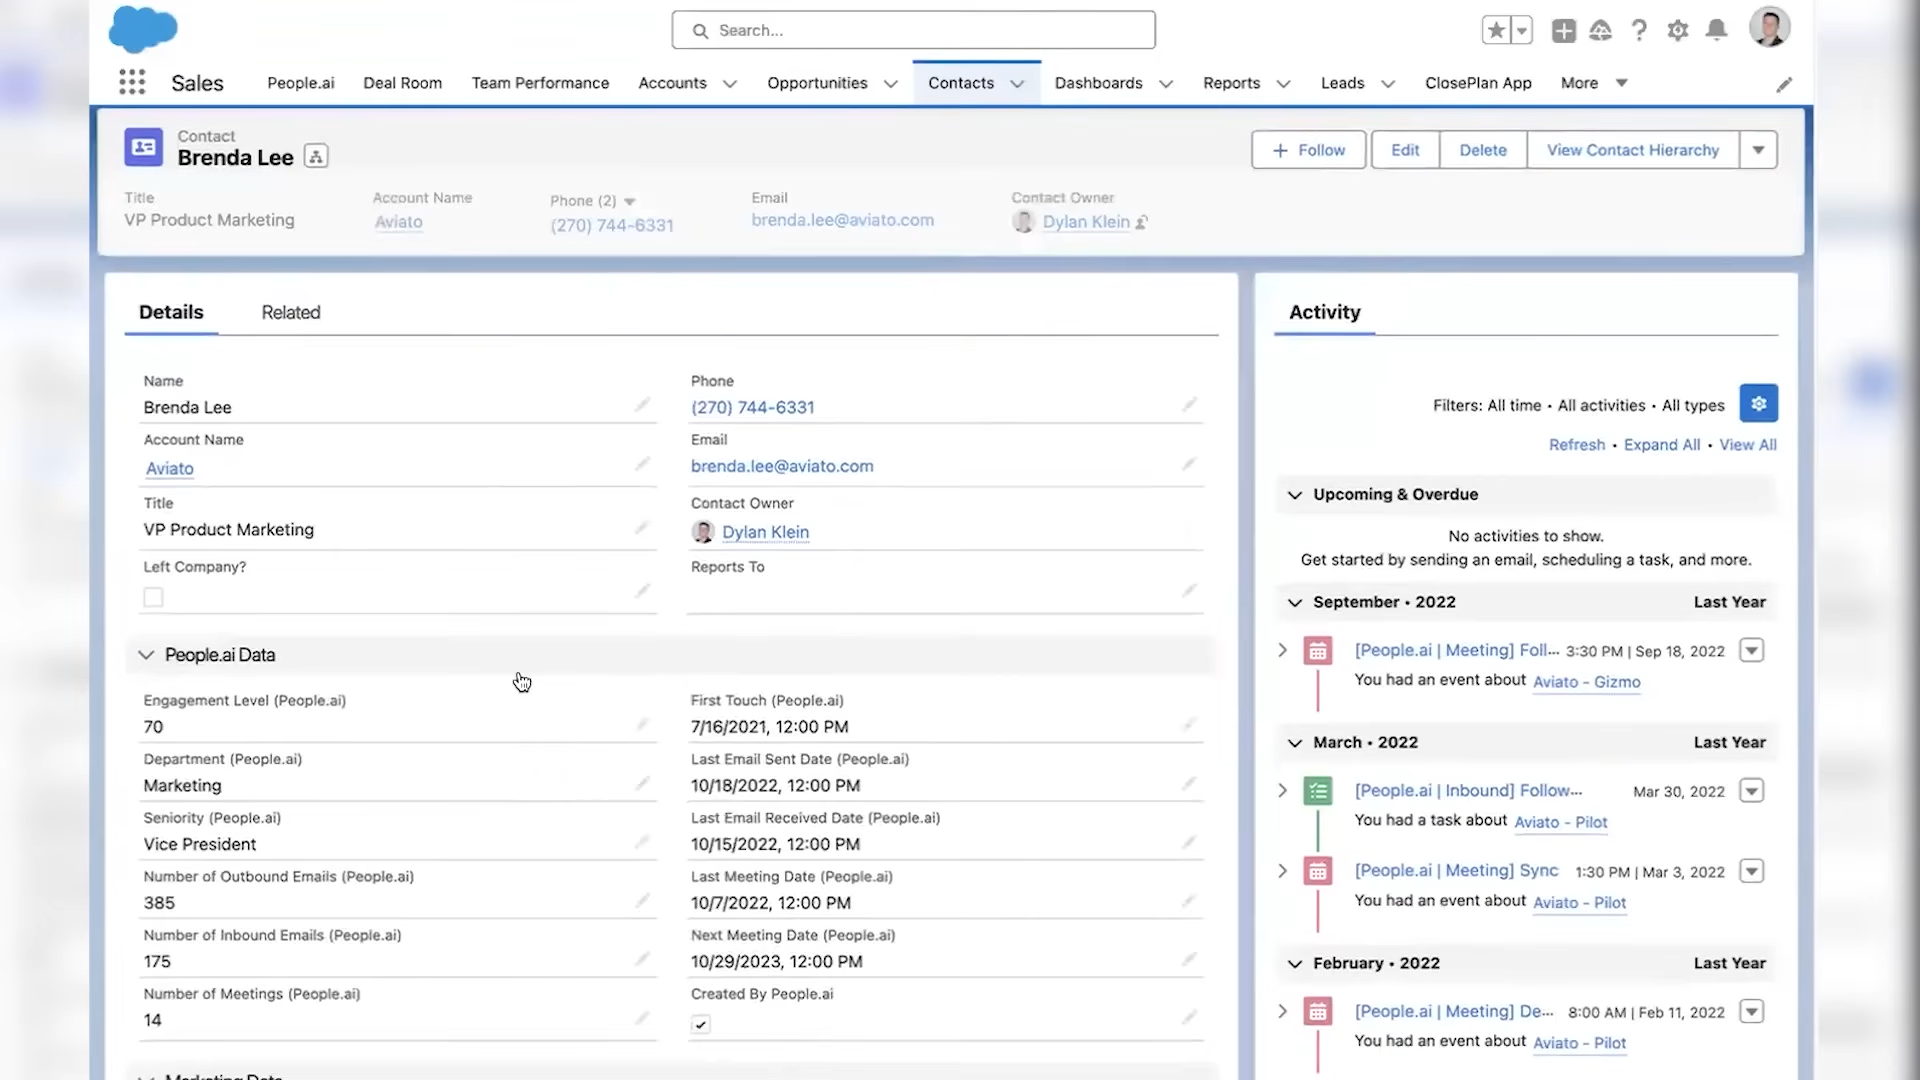 Search...
Sales
People.ai
Deal Room
Team Performance
Accounts
Opportunities
Contacts
Dashboards
Reports
Leads
ClosePlan App
More
Contact
Brenda Lee
Follow
Edit
Delete
View Contact Hierarchy
Title
VP Product Marketing
Account Name
Aviato
Phone (2)
(270) 744-6331
Email
brenda.lee@aviato.com
Contact Owner
Dylan Klein
Details
Related
Name
Brenda Lee
Phone
(270) 744-6331
Account Name
Aviato
Email
brenda.lee@aviato.com
Title
VP Product Marketing
Contact Owner
Dylan Klein
Left Company?
Reports To
People.ai Data
Engagement Level (People.ai)
70
First Touch (People.ai)
7/16/2021, 12:00 PM
Department (People.ai)
Marketing
Last Email Sent Date (People.ai)
10/18/2022, 12:00 PM
Seniority (People.ai)
Vice President
Last Email Received Date (People.ai)
10/15/2022, 12:00 PM
Number of Outbound Emails (People.ai)
385
Last Meeting Date (People.ai)
10/7/2022, 12:00 PM
Number of Inbound Emails (People.ai)
175
Next Meeting Date (People.ai)
10/29/2023, 12:00 PM
Number of Meetings (People.ai)
14
Created By People.ai
Marketing Data
Activity
Filters: All time • All activities • All types
Refresh • Expand All • View All
Upcoming & Overdue
No activities to show.
Get started by sending an email, scheduling a task, and more.
September • 2022 Last Year
[People.ai | Meeting] Foll... 3:30 PM | Sep 18, 2022
You had an event about Aviato - Gizmo
March • 2022 Last Year
[People.ai | Inbound] Follow... Mar 30, 2022
You had a task about Aviato - Pilot
[People.ai | Meeting] Sync 1:30 PM | Mar 3, 2022
You had an event about Aviato - Pilot
February • 2022 Last Year
[People.ai | Meeting] De... 8:00 AM | Feb 11, 2022
You had an event about Aviato - Pilot